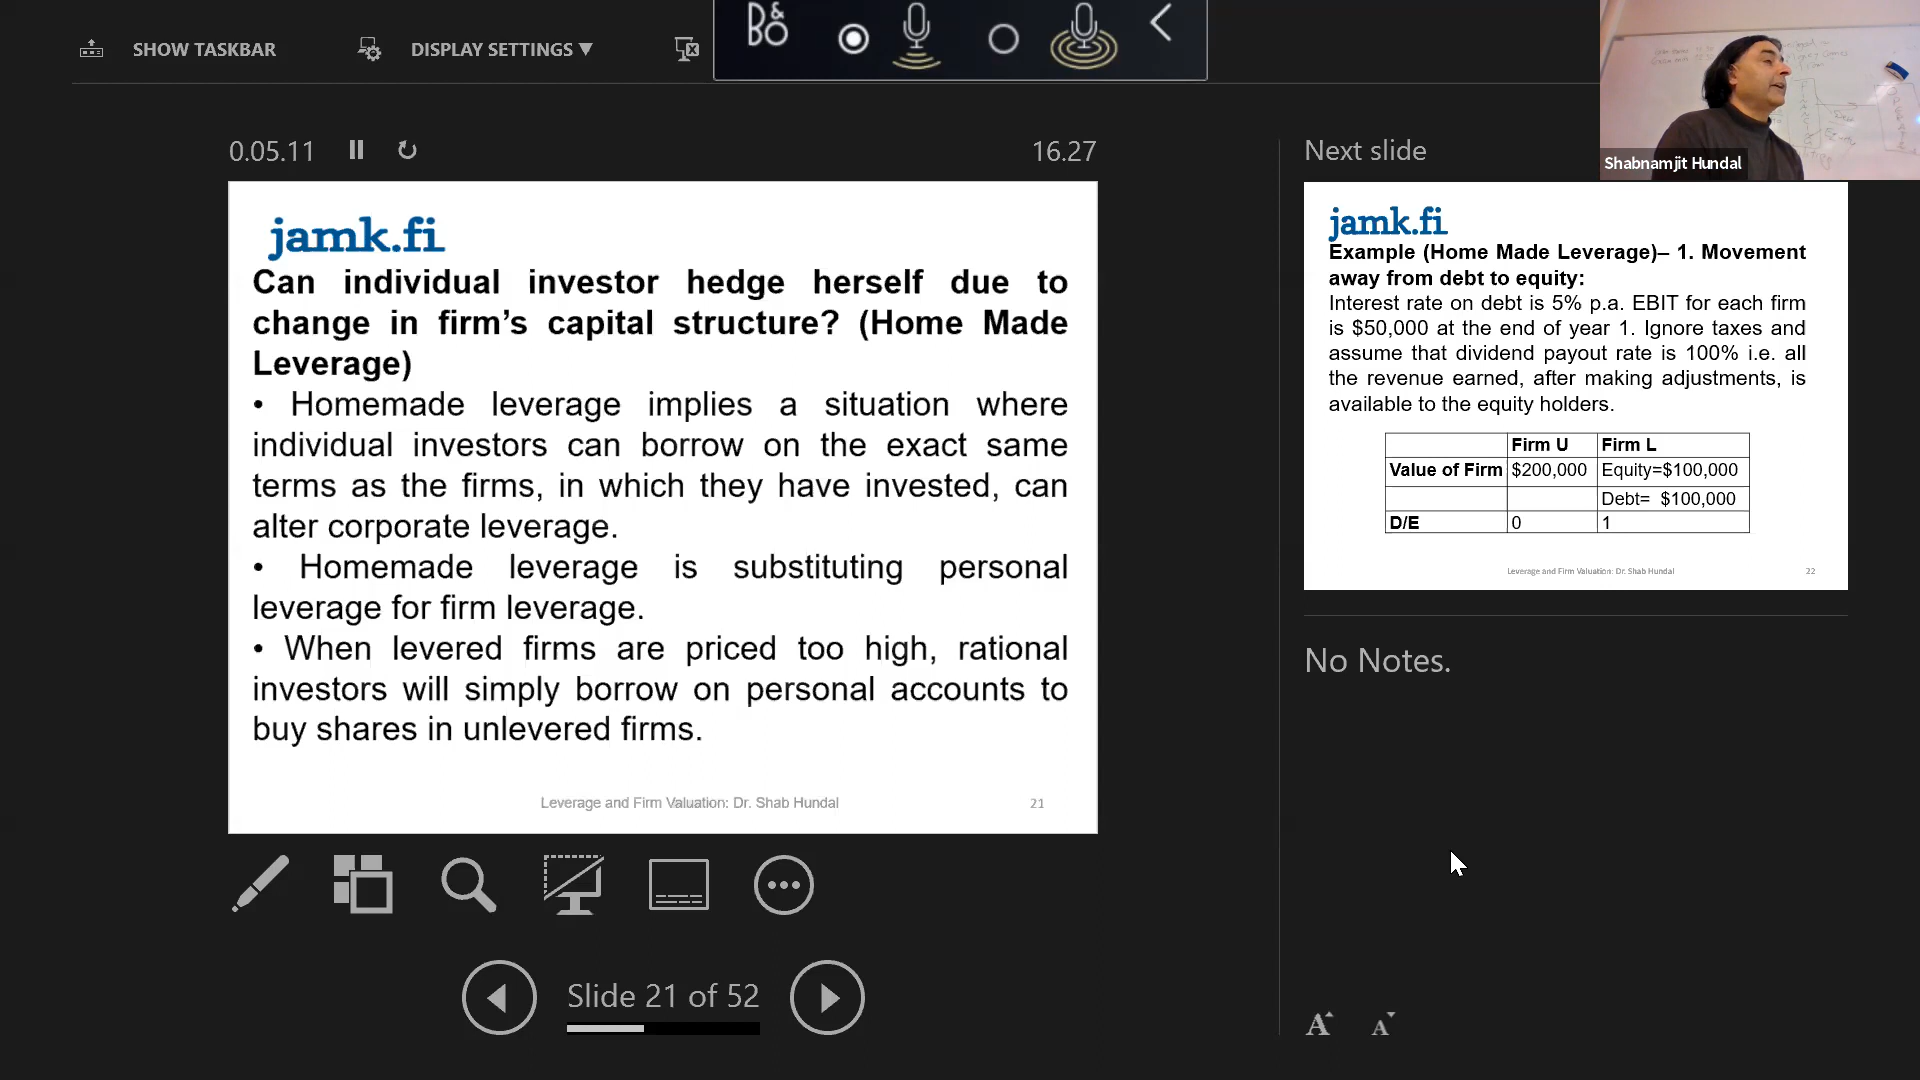 SHOW TASKBAR
DISPLAY SETTINGS ▼
B&O
Shabnamjit Hundal
0.05.11
16.27
jamk.fi
Can individual investor hedge herself due to
change in firm's capital structure? (Home Made
Leverage)
• Homemade leverage implies a situation where
individual investors can borrow on the exact same
terms as the firms, in which they have invested, can
alter corporate leverage.
• Homemade leverage is substituting personal
leverage for firm leverage.
• When levered firms are priced too high, rational
investors will simply borrow on personal accounts to
buy shares in unlevered firms.
Leverage and Firm Valuation: Dr. Shab Hundal
21
Slide 21 of 52
Next slide
jamk.fi
Example (Home Made Leverage)– 1. Movement
away from debt to equity:
Interest rate on debt is 5% p.a. EBIT for each firm
is $50,000 at the end of year 1. Ignore taxes and
assume that dividend payout rate is 100% i.e. all
the revenue earned, after making adjustments, is
available to the equity holders.
Firm U Firm L
Value of Firm $200,000 Equity=$100,000
Debt= $100,000
D/E 0 1
Leverage and Firm Valuation: Dr. Shab Hundal
22
No Notes.
A A